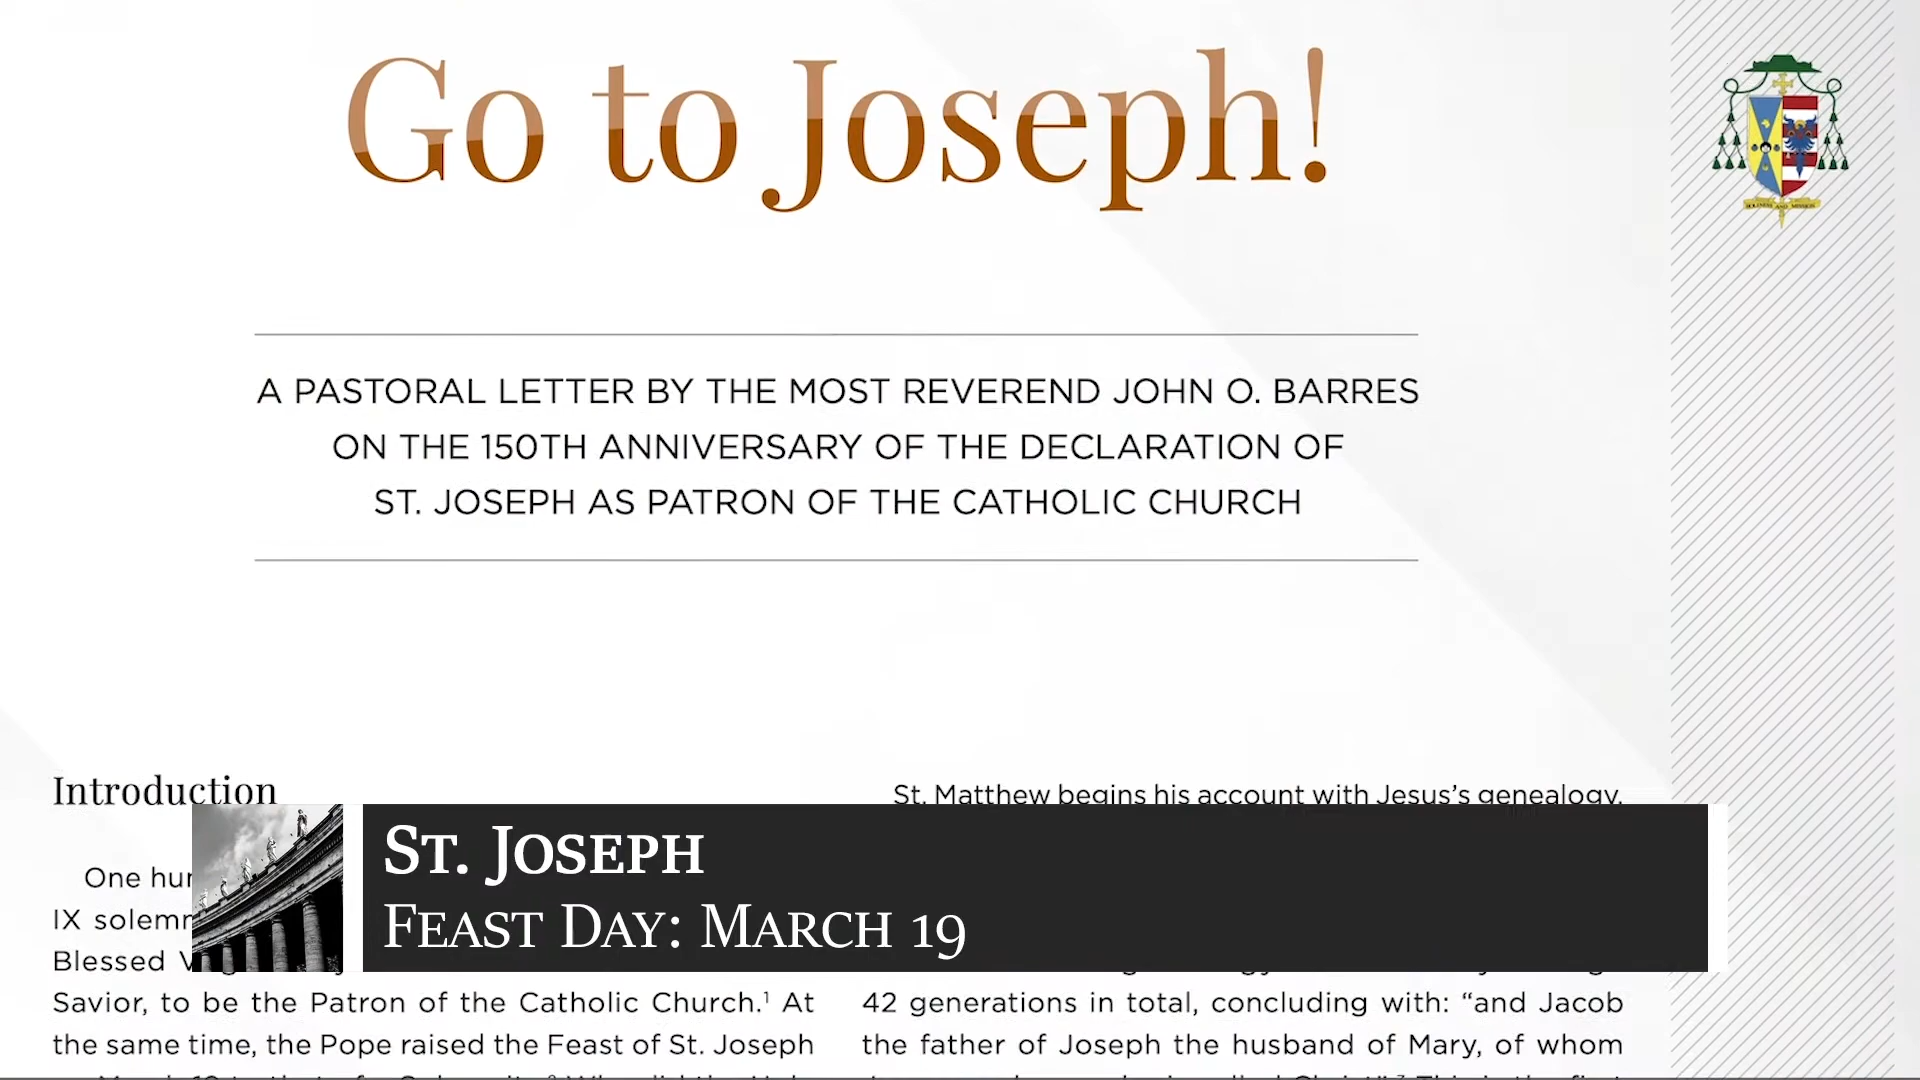 Go to Joseph!
HOLINESS AND MISSION
A PASTORAL LETTER BY THE MOST REVEREND JOHN O. BARRES
ON THE 150TH ANNIVERSARY OF THE DECLARATION OF
ST. JOSEPH AS PATRON OF THE CATHOLIC CHURCH
Introduction
One
IX
Blessed
Savior, to be the Patron of the Catholic Church.¹ At
the same time, the Pope raised the Feast of St. Joseph
St. Matthew begins his account with Jesus’s genealogy,
42 generations in total, concluding with: “and Jacob
the father of Joseph the husband of Mary, of whom
ST. JOSEPH
FEAST DAY: MARCH 19